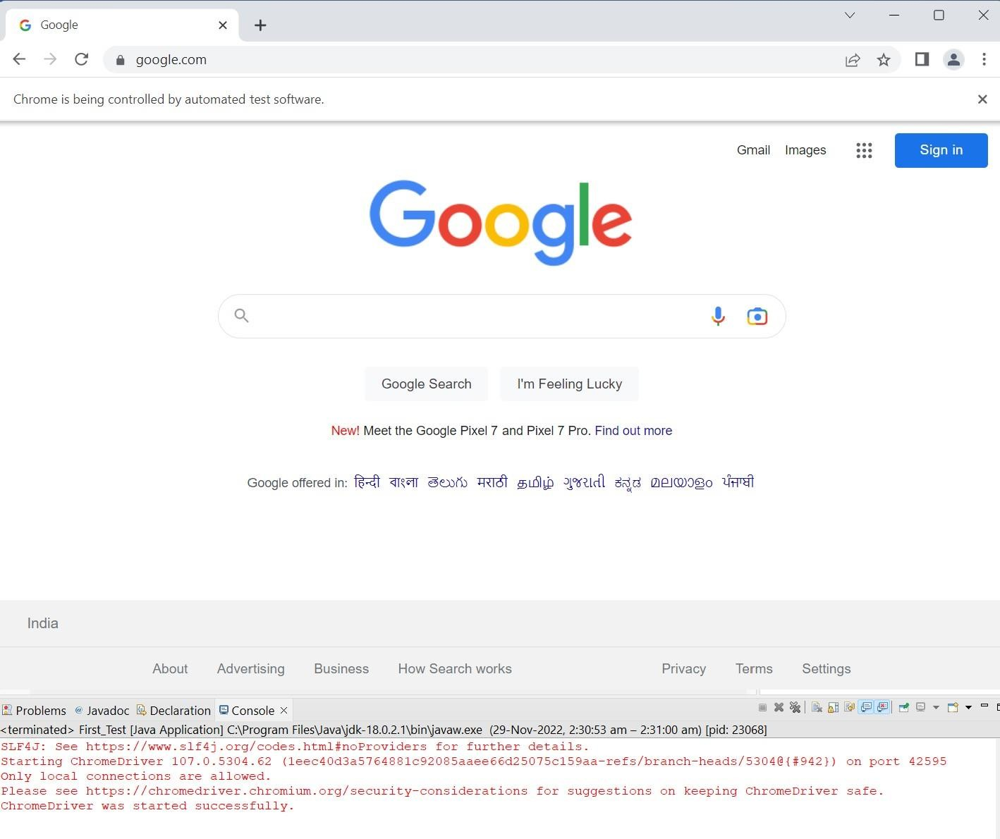 Google
google.com
Chrome is being controlled by automated test software.
Gmail Images Sign in
Google
Google Search I'm Feeling Lucky
New! Meet the Google Pixel 7 and Pixel 7 Pro. Find out more
Google offered in: हिन्दी বাংলা తెలుగు मराठी தமிழ் ગુજરાતી ಕನ್ನಡ മലയാളം ਪੰਜਾਬੀ
India
About Advertising Business How Search works Privacy Terms Settings
Problems @ Javadoc Declaration Console
<terminated> First_Test [Java Application] C:\Program Files\Java\jdk-18.0.2.1\bin\javaw.exe (29-Nov-2022, 2:30:53 am – 2:31:00 am) [pid: 23068]
SLF4J: See https://www.slf4j.org/codes.html#noProviders for further details.
Starting ChromeDriver 107.0.5304.62 (1eec40d3a5764881c92085aaee66d25075c159aa-refs/branch-heads/5304@{#942}) on port 42595
Only local connections are allowed.
Please see https://chromedriver.chromium.org/security-considerations for suggestions on keeping ChromeDriver safe.
ChromeDriver was started successfully.